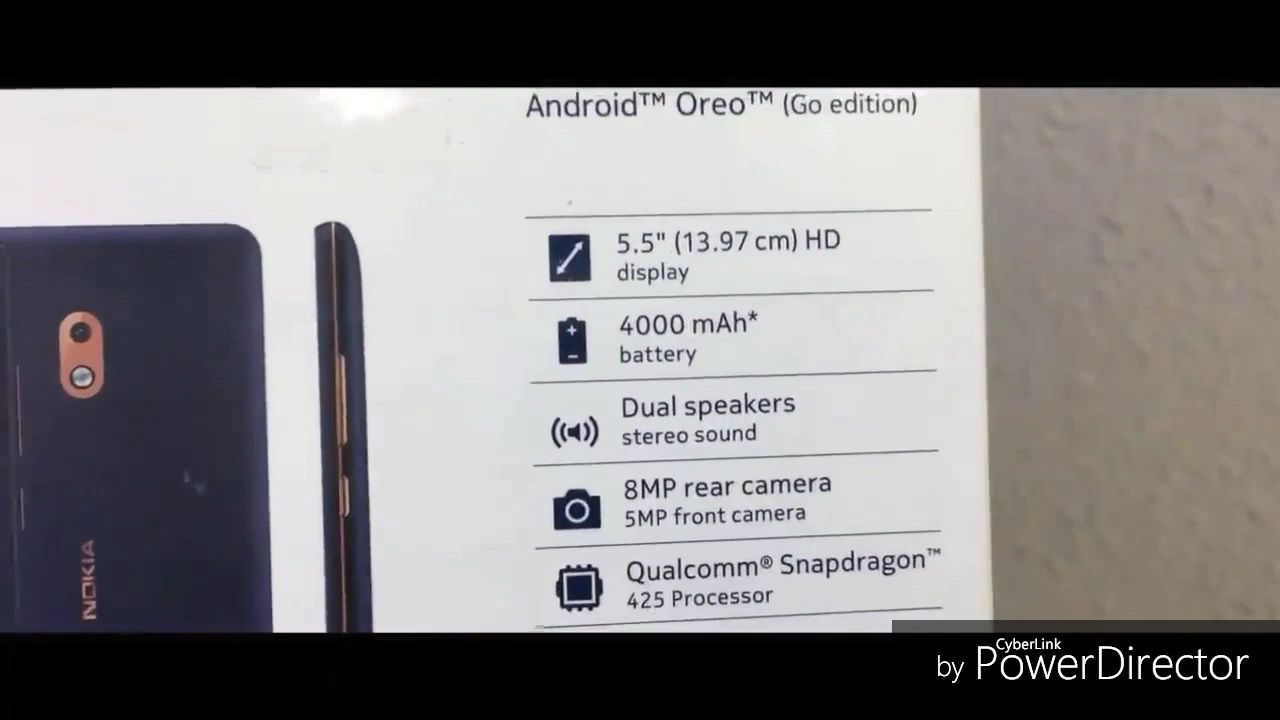 Android™ Oreo™ (Go edition)
5.5" (13.97 cm) HD
display
4000 mAh*
battery
Dual speakers
stereo sound
8MP rear camera
5MP front camera
Qualcomm® Snapdragon™
425 Processor
NOKIA
CyberLink
by PowerDirector